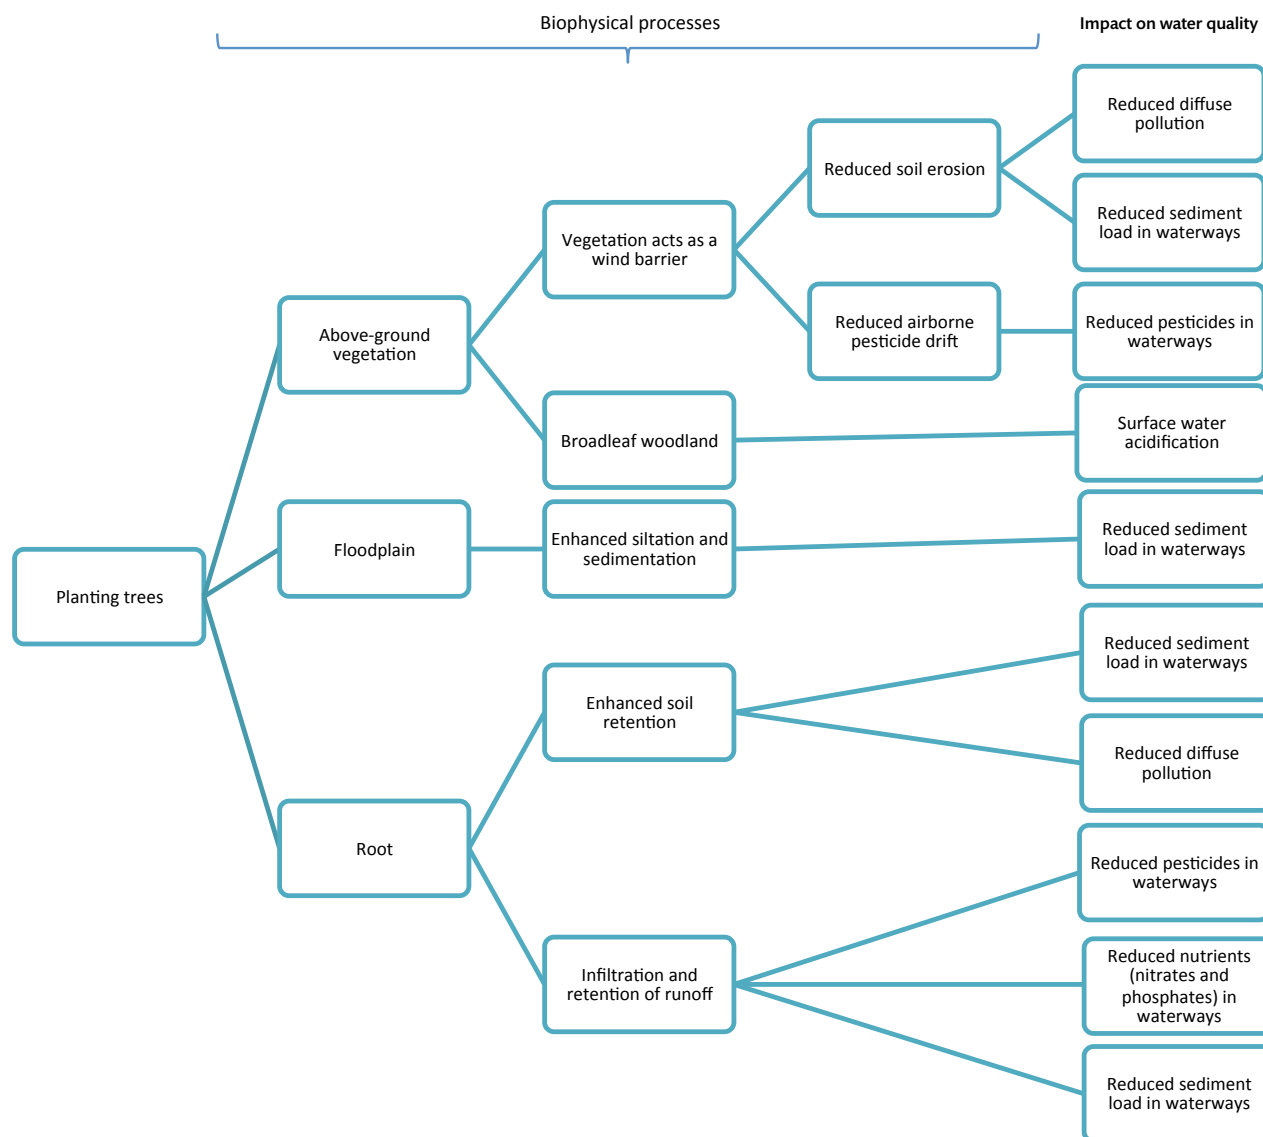 Biophysical processes
Impact on water quality
Reduced diffuse
pollution
Reduced soil erosion
Reduced sediment
load in waterways
Vegetation acts as a
wind barrier
Above-ground
vegetation
Reduced airborne
pesticide drift
Reduced pesticides in
waterways
Broadleaf woodland
Surface water
acidification
Planting trees
Floodplain
Enhanced siltation and
sedimentation
Reduced sediment
load in waterways
Enhanced soil
retention
Reduced sediment
load in waterways
Reduced diffuse
pollution
Root
Reduced pesticides in
waterways
Infiltration and
retention of runoff
Reduced nutrients
(nitrates and
phosphates) in
waterways
Reduced sediment
load in waterways